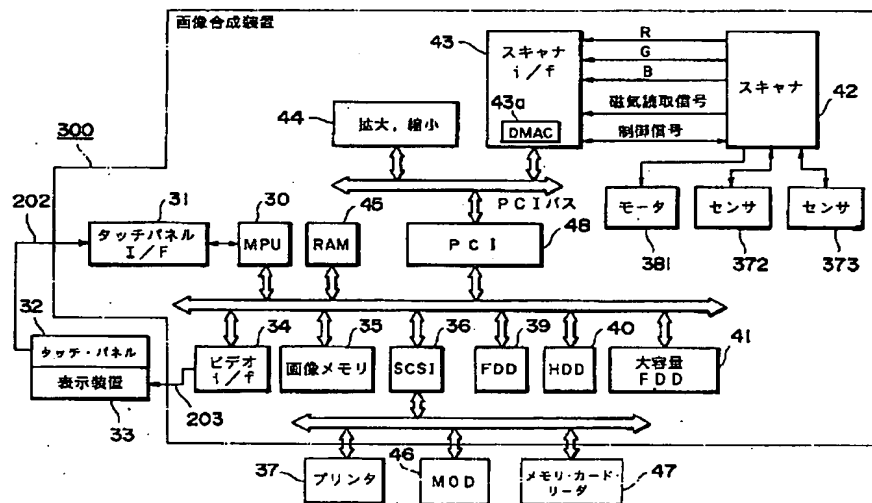 画像合成装置
43
スキャナ
i/f
43a
DMAC
R
G
B
磁気読取信号
制御信号
スキャナ
42
44
拡大,縮小
300
PCIバス
モータ
381
センサ
372
センサ
373
202
31
タッチパネル
I/F
30
MPU
45
RAM
PCI
48
32
タッチ・パネル
表示装置
33
34
ビデオ
i/f
203
35
画像メモリ
36
SCSI
39
FDD
40
HDD
大容量
FDD
41
37
プリンタ
46
MOD
メモリ・カード・
リーダ
47